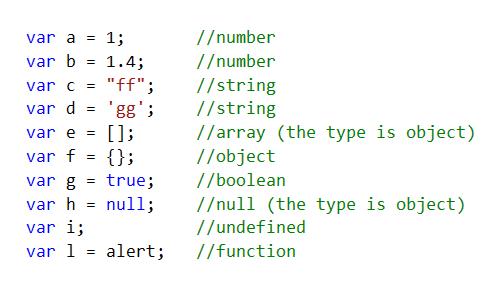 var a = 1;       //number
var b = 1.4;     //number
var c = "ff";    //string
var d = 'gg';    //string
var e = [];      //array (the type is object)
var f = {};      //object
var g = true;    //boolean
var h = null;    //null (the type is object)
var i;           //undefined
var l = alert;   //function